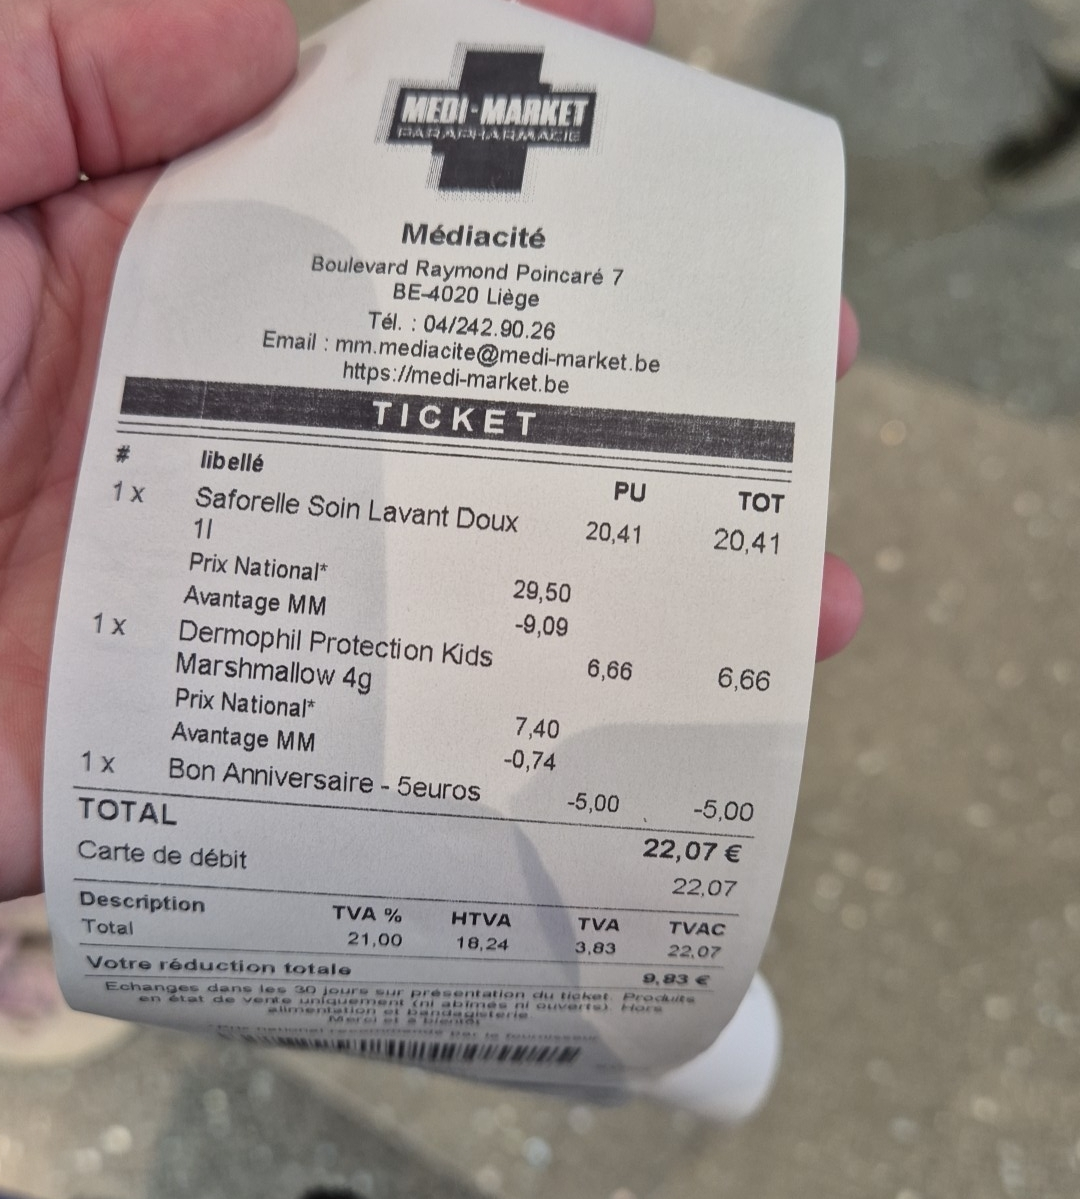 MEDI-MARKET
PARAPHARMACIE
Médiacité
Boulevard Raymond Poincaré 7
BE-4020 Liège
Tél. : 04/242.90.26
Email : mm.mediacite@medi-market.be
https://medi-market.be
TICKET
# libellé PU TOT
1 x Saforelle Soin Lavant Doux 20,41 20,41
1l
Prix National* 29,50
Avantage MM -9,09
1 x Dermophil Protection Kids 6,66 6,66
Marshmallow 4g
Prix National* 7,40
Avantage MM -0,74
1 x Bon Anniversaire - 5euros -5,00 -5,00
TOTAL 22,07 €
Carte de débit 22,07
Description TVA % HTVA TVA TVAC
Total 21,00 18,24 3,83 22,07
Votre réduction totale 9,83 €
Echanges dans les 30 jours sur présentation du ticket. Produits
en état de vente uniquement (ni abîmés ni ouverts). Hors
alimentation et bandagisterie.
Merci et à bientôt